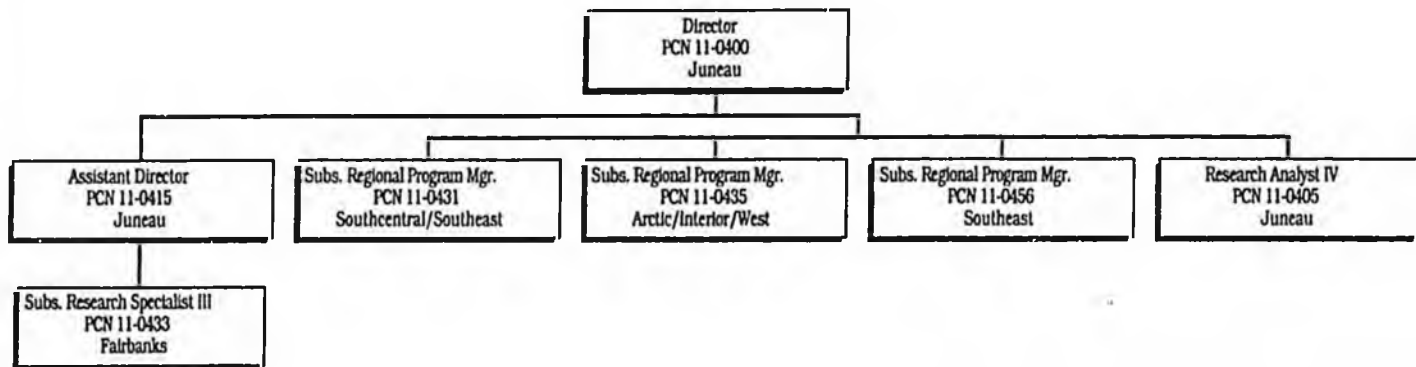 Director
PCN 11-0400
Juneau
Assistant Director
PCN 11-0415
Juneau
Subs. Regional Program Mgr.
PCN 11-0431
Southcentral/Southeast
Subs. Regional Program Mgr.
PCN 11-0435
Arctic/Interior/West
Subs. Regional Program Mgr.
PCN 11-0456
Southeast
Research Analyst IV
PCN 11-0405
Juneau
Subs. Research Specialist III
PCN 11-0433
Fairbanks